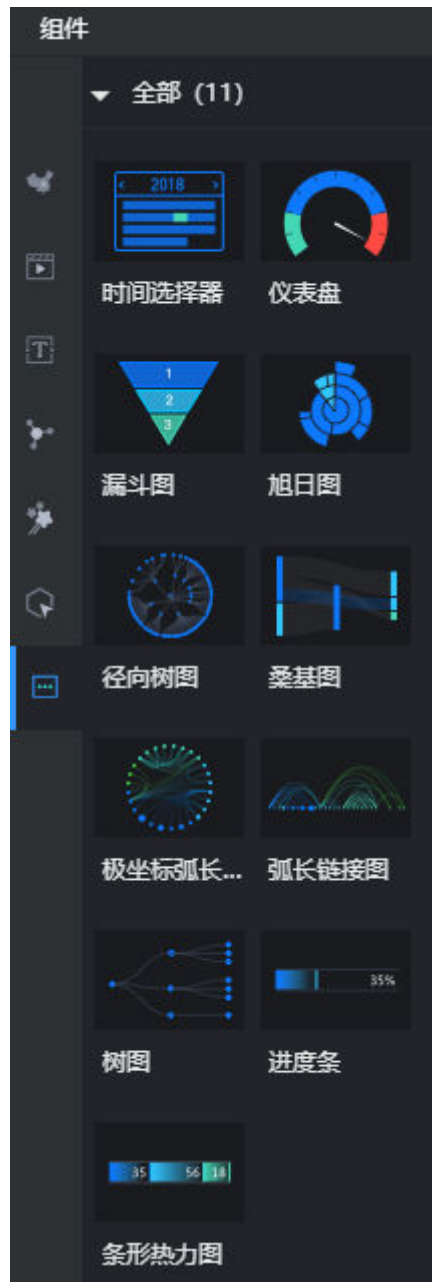 组件
全部 (11)
< 2018 >
时间选择器
仪表盘
1
2
3
漏斗图
旭日图
径向树图
桑基图
极坐标弧长...
弧长链接图
35%
树图
进度条
35 56 18
条形热力图